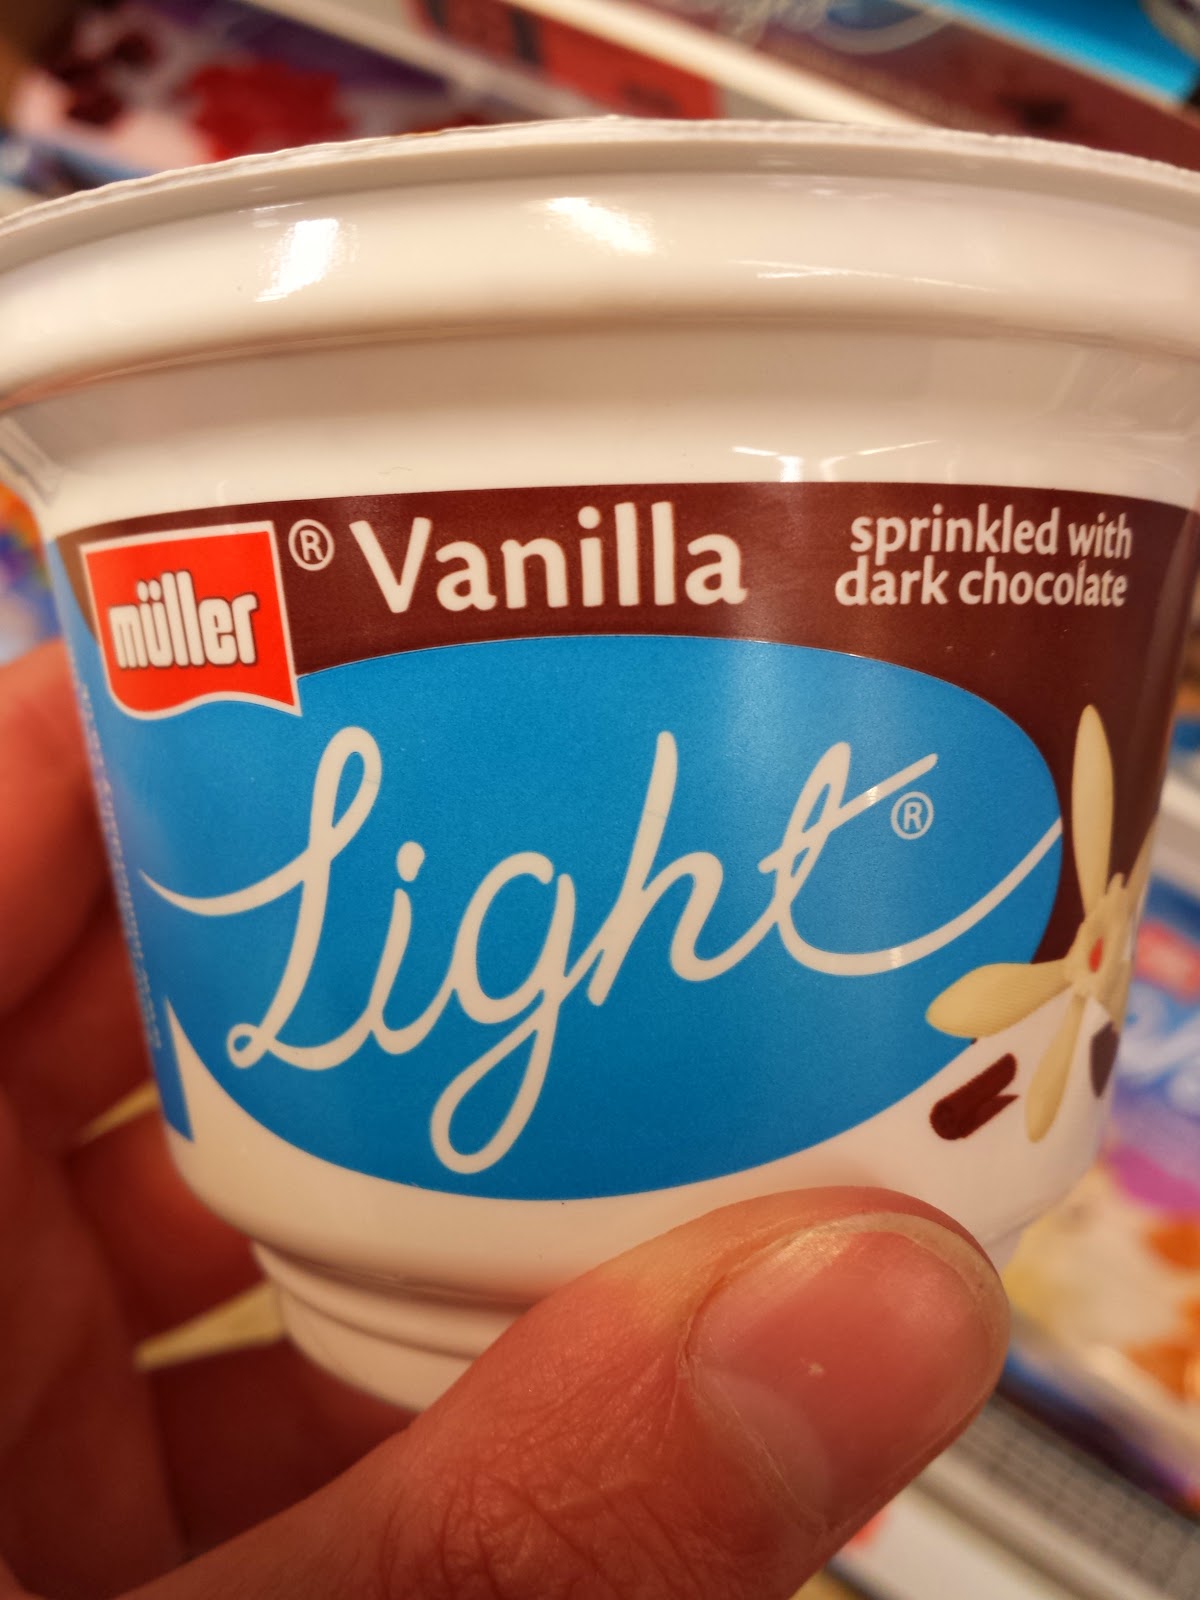 müller® Vanilla
sprinkled with
dark chocolate
Light®